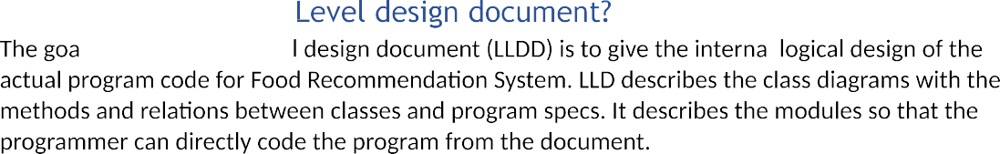 Level design document?
The goa l design document (LLDD) is to give the interna logical design of the
actual program code for Food Recommendation System. LLD describes the class diagrams with the
methods and relations between classes and program specs. It describes the modules so that the
programmer can directly code the program from the document.